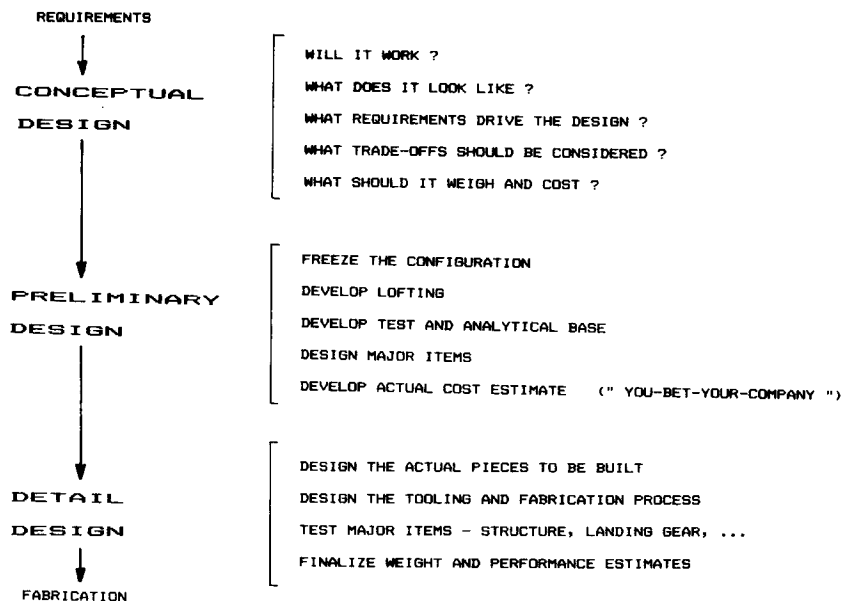 REQUIREMENTS
CONCEPTUAL
DESIGN
WILL IT WORK ?
WHAT DOES IT LOOK LIKE ?
WHAT REQUIREMENTS DRIVE THE DESIGN ?
WHAT TRADE-OFFS SHOULD BE CONSIDERED ?
WHAT SHOULD IT WEIGH AND COST ?
PRELIMINARY
DESIGN
FREEZE THE CONFIGURATION
DEVELOP LOFTING
DEVELOP TEST AND ANALYTICAL BASE
DESIGN MAJOR ITEMS
DEVELOP ACTUAL COST ESTIMATE (" YOU-BET-YOUR-COMPANY ")
DETAIL
DESIGN
DESIGN THE ACTUAL PIECES TO BE BUILT
DESIGN THE TOOLING AND FABRICATION PROCESS
TEST MAJOR ITEMS - STRUCTURE, LANDING GEAR, ...
FINALIZE WEIGHT AND PERFORMANCE ESTIMATES
FABRICATION